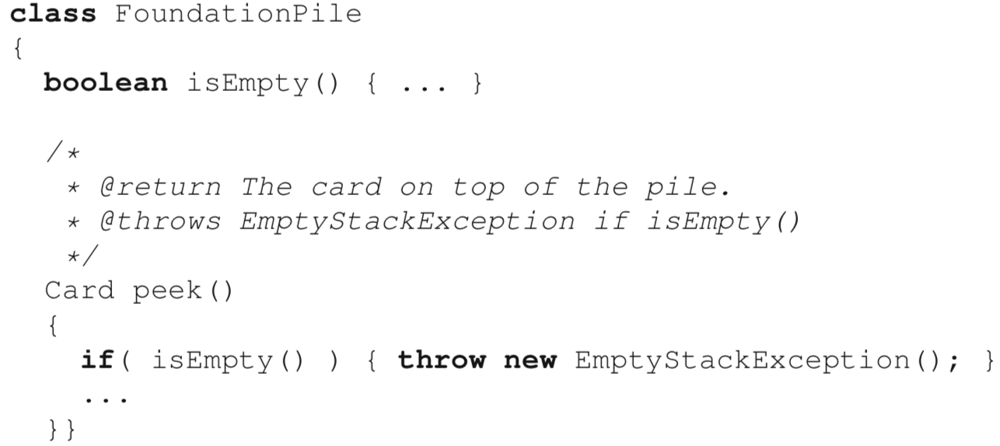 class FoundationPile
{
  boolean isEmpty() { ... }

  /*
   * @return The card on top of the pile.
   * @throws EmptyStackException if isEmpty()
   */
  Card peek()
  {
    if( isEmpty() ) { throw new EmptyStackException(); }
    ...
  }}